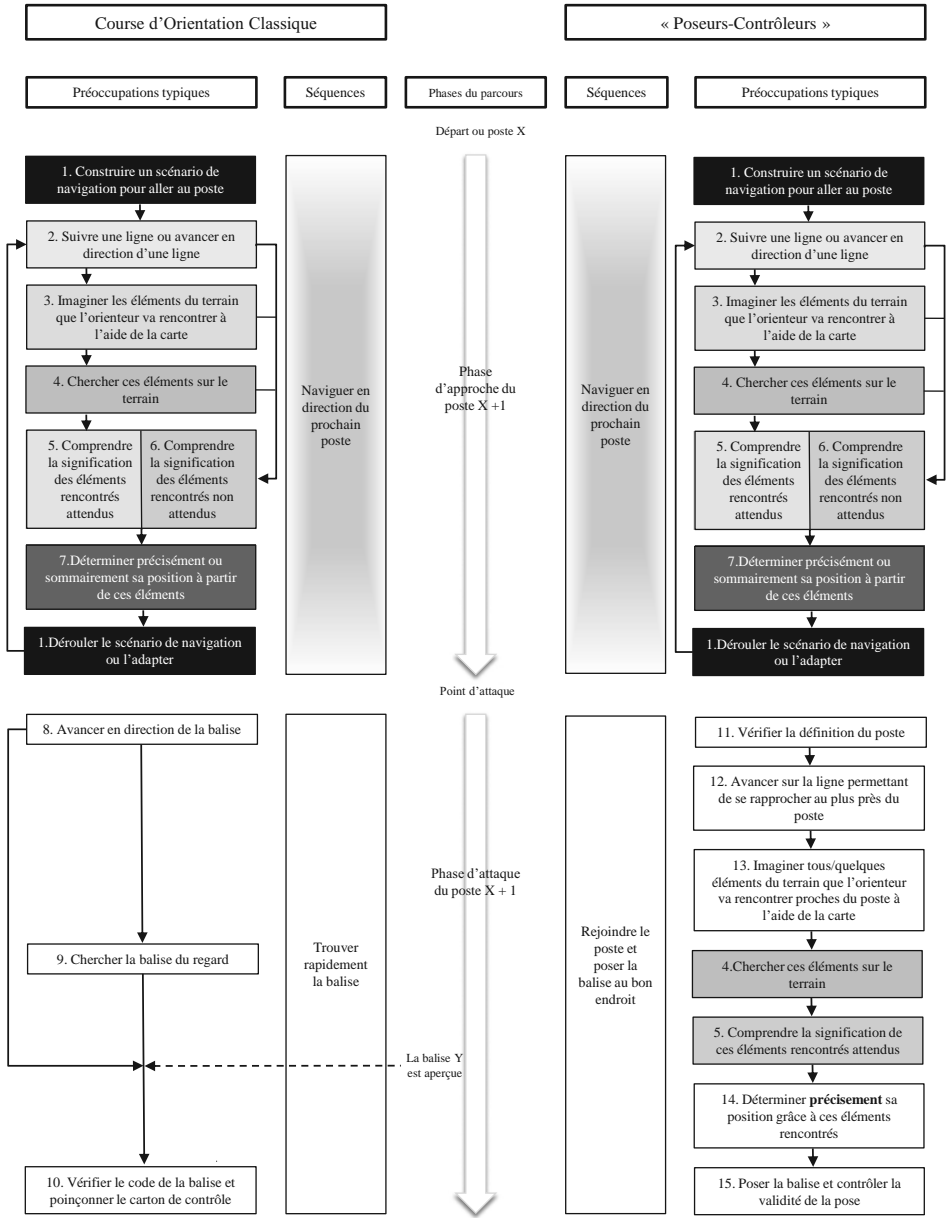 Course d'Orientation Classique
« Poseurs-Contrôleurs »
Préoccupations typiques
Séquences
Phases du parcours
Séquences
Préoccupations typiques
Départ ou poste X
1. Construire un scénario de
navigation pour aller au poste
2. Suivre une ligne ou avancer en
direction d'une ligne
3. Imaginer les éléments du terrain
que l'orienteur va rencontrer à
l'aide de la carte
4. Chercher ces éléments sur le
terrain
5. Comprendre
la signification
des éléments
rencontrés
attendus
6. Comprendre
la signification
des éléments
rencontrés non
attendus
7.Déterminer précisément ou
sommairement sa position à partir
de ces éléments
1.Dérouler le scénario de navigation
ou l'adapter
Naviguer en
direction du
prochain
poste
Phase
d'approche du
poste X +1
Naviguer en
direction du
prochain
poste
1. Construire un scénario de
navigation pour aller au poste
2. Suivre une ligne ou avancer en
direction d'une ligne
3. Imaginer les éléments du terrain
que l'orienteur va rencontrer à
l'aide de la carte
4. Chercher ces éléments sur le
terrain
5. Comprendre
la signification
des éléments
rencontrés
attendus
6. Comprendre
la signification
des éléments
rencontrés non
attendus
7.Déterminer précisément ou
sommairement sa position à partir
de ces éléments
1.Dérouler le scénario de navigation
ou l'adapter
Point d'attaque
8. Avancer en direction de la balise
9. Chercher la balise du regard
10. Vérifier le code de la balise et
poinçonner le carton de contrôle
Trouver
rapidement
la balise
Phase d'attaque
du poste X + 1
La balise Y
est aperçue
Rejoindre le
poste et
poser la
balise au bon
endroit
11. Vérifier la définition du poste
12. Avancer sur la ligne permettant
de se rapprocher au plus près du
poste
13. Imaginer tous/quelques
éléments du terrain que l'orienteur
va rencontrer proches du poste à
l'aide de la carte
4.Chercher ces éléments sur le
terrain
5. Comprendre la signification de
ces éléments rencontrés attendus
14. Déterminer précisement sa
position grâce à ces éléments
rencontrés
15. Poser la balise et contrôler la
validité de la pose